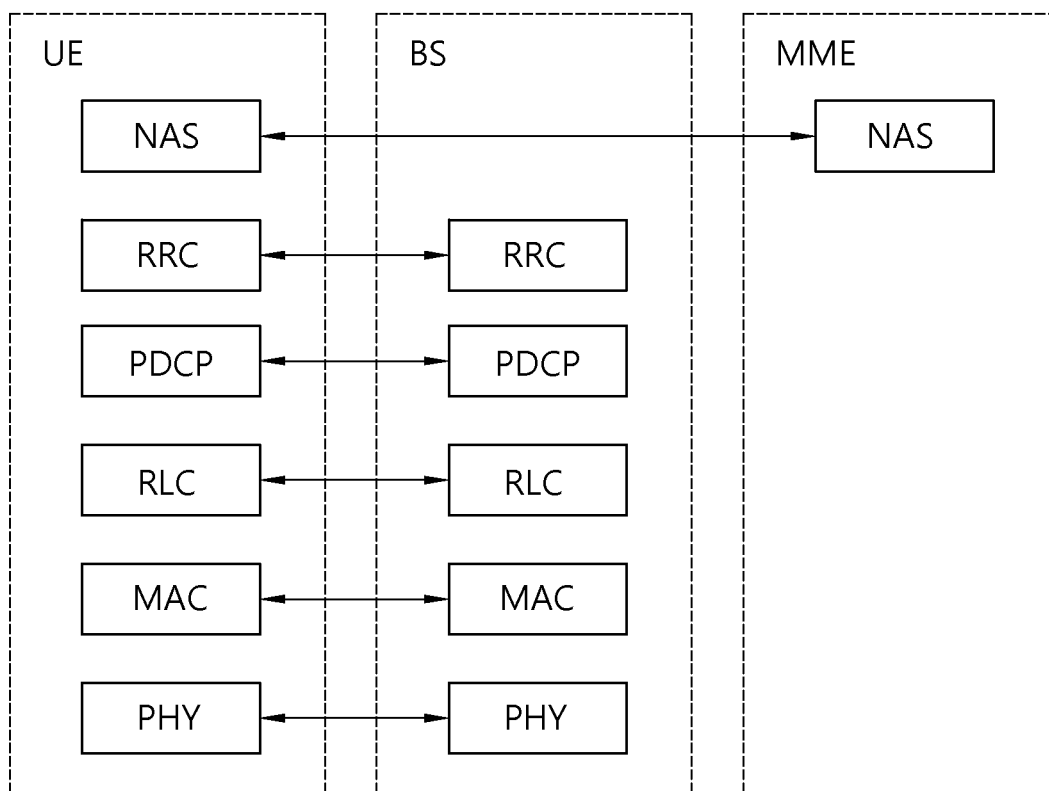 UE BS MME
NAS NAS
RRC RRC
PDCP PDCP
RLC RLC
MAC MAC
PHY PHY